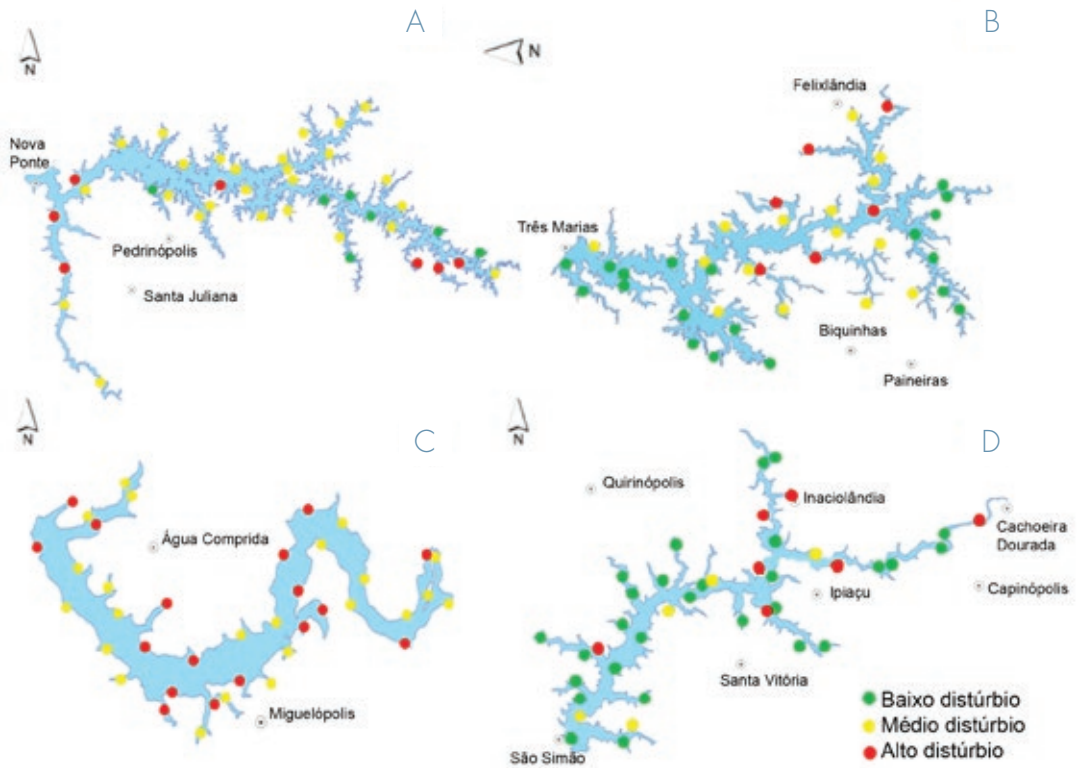 A
N
Nova
Ponte
Pedrinópolis
Santa Juliana
B
N
Felixlândia
Três Marias
Biquinhas
Paineiras
C
N
Água Comprida
Miguelópolis
D
N
Quirinópolis
Inaciolândia
Cachoeira
Dourada
Ipiaçu
Capinópolis
Santa Vitória
São Simão
Baixo distúrbio
Médio distúrbio
Alto distúrbio